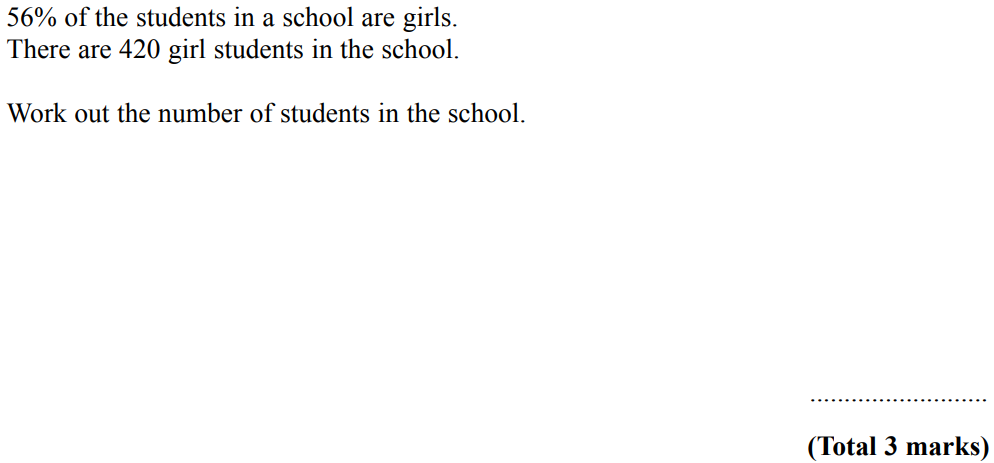 56% of the students in a school are girls.
There are 420 girl students in the school.
Work out the number of students in the school.
..........................
(Total 3 marks)